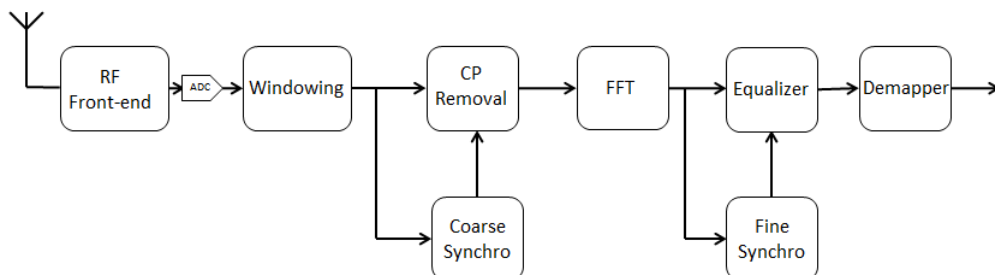 RF
Front-end
ADC
Windowing
CP
Removal
FFT
Equalizer
Demapper
Coarse
Synchro
Fine
Synchro